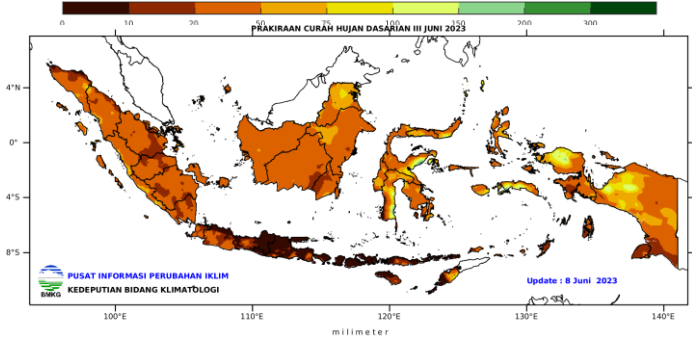 0 10 20 50 75 100 150 200 300
PRAKIRAAN CURAH HUJAN DASARIAN III JUNI 2023
4°N
0°
4°S
8°S
PUSAT INFORMASI PERUBAHAN IKLIM
KEDEPUTIAN BIDANG KLIMATOLOGI
BMKG
Update : 8 Juni 2023
100°E 110°E 120°E 130°E 140°E
milimeter